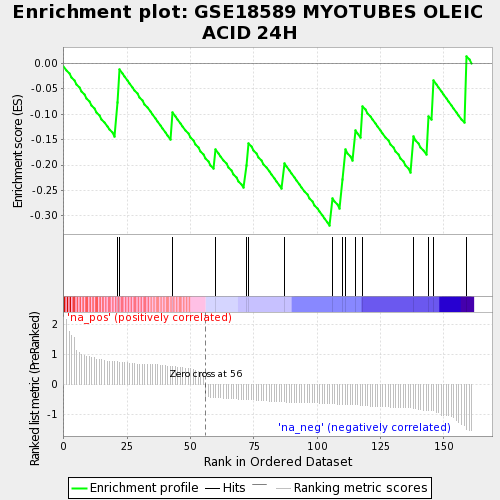 Enrichment plot: GSE18589 MYOTUBES OLEIC
ACID 24H
Enrichment score (ES)
0.00
-0.05
-0.10
-0.15
-0.20
-0.25
-0.30
'na_pos' (positively correlated)
Ranked list metric (PreRanked)
2
1
0
-1
Zero cross at 56
'na_neg' (negatively correlated)
0
25
50
75
100
125
150
Rank in Ordered Dataset
Enrichment profile
Hits
Ranking metric scores